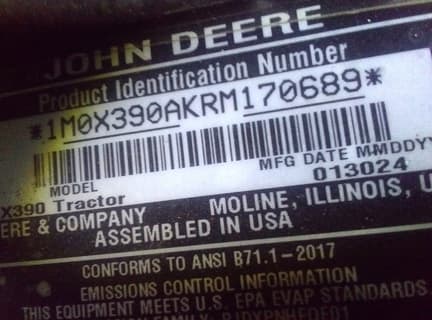 JOHN DEERE
Product Identification Number
*1M0X390AKRM170689*
MODEL
X390 Tractor
MFG DATE MMDDYY
013024
ERE & COMPANY MOLINE, ILLINOIS, U
ASSEMBLED IN USA
CONFORMS TO ANSI B71.1-2017
EMISSIONS CONTROL INFORMATION
THIS EQUIPMENT MEETS U.S. EPA EVAP STANDARDS